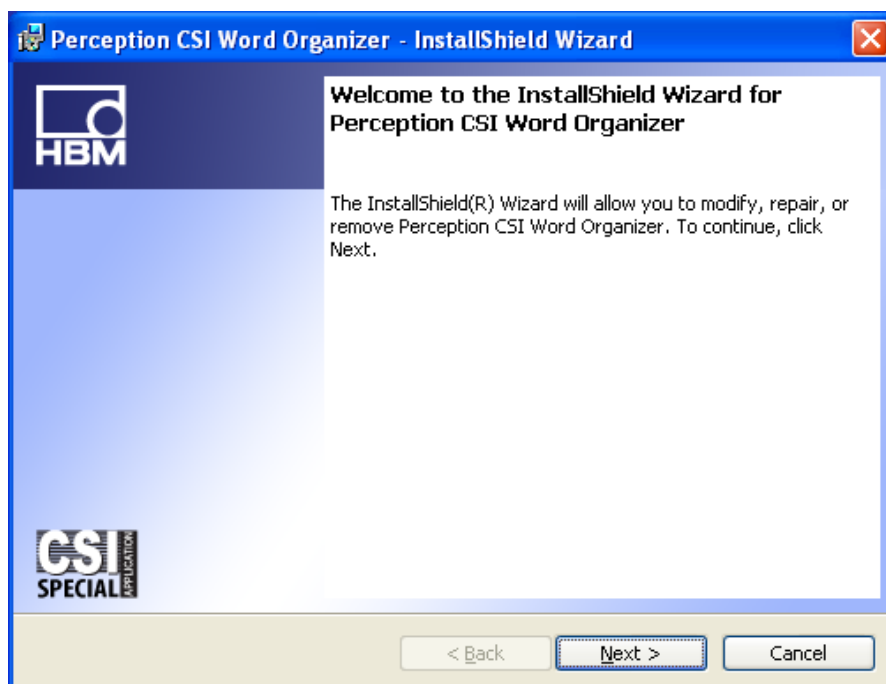 Perception CSI Word Organizer - InstallShield Wizard
HBM
Welcome to the InstallShield Wizard for
Perception CSI Word Organizer
The InstallShield(R) Wizard will allow you to modify, repair, or
remove Perception CSI Word Organizer. To continue, click
Next.
CSI
SPECIAL
APPLICATION
< Back
Next >
Cancel